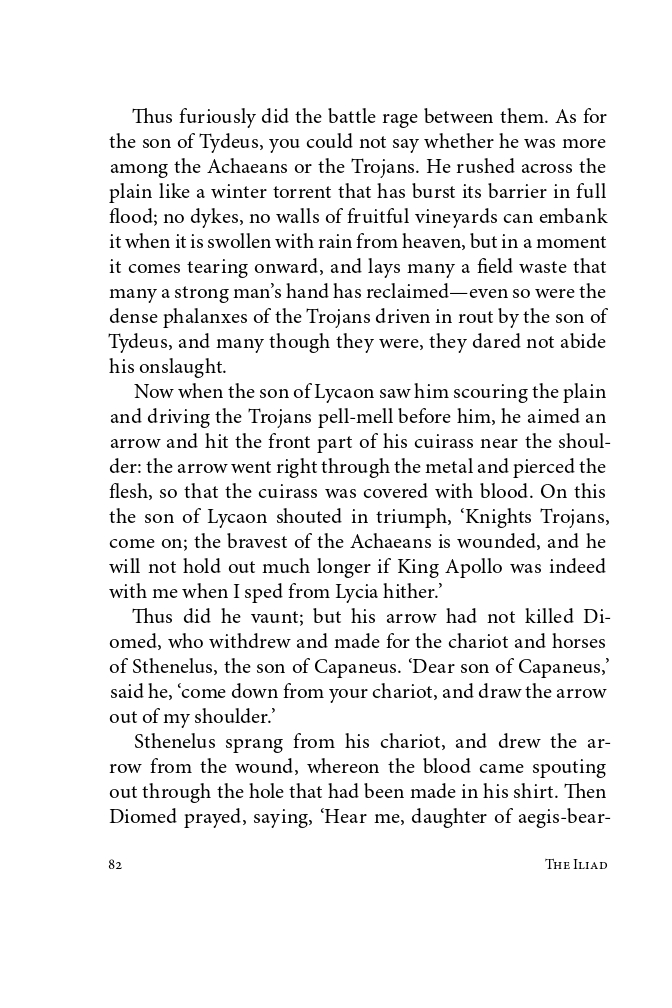 Thus furiously did the battle rage between them. As for
the son of Tydeus, you could not say whether he was more
among the Achaeans or the Trojans. He rushed across the
plain like a winter torrent that has burst its barrier in full
flood; no dykes, no walls of fruitful vineyards can embank
it when it is swollen with rain from heaven, but in a moment
it comes tearing onward, and lays many a field waste that
many a strong man’s hand has reclaimed—even so were the
dense phalanxes of the Trojans driven in rout by the son of
Tydeus, and many though they were, they dared not abide
his onslaught.
Now when the son of Lycaon saw him scouring the plain
and driving the Trojans pell-mell before him, he aimed an
arrow and hit the front part of his cuirass near the shoul-
der: the arrow went right through the metal and pierced the
flesh, so that the cuirass was covered with blood. On this
the son of Lycaon shouted in triumph, ‘Knights Trojans,
come on; the bravest of the Achaeans is wounded, and he
will not hold out much longer if King Apollo was indeed
with me when I sped from Lycia hither.’
Thus did he vaunt; but his arrow had not killed Di-
omed, who withdrew and made for the chariot and horses
of Sthenelus, the son of Capaneus. ‘Dear son of Capaneus,’
said he, ‘come down from your chariot, and draw the arrow
out of my shoulder.’
Sthenelus sprang from his chariot, and drew the ar-
row from the wound, whereon the blood came spouting
out through the hole that had been made in his shirt. Then
Diomed prayed, saying, ‘Hear me, daughter of aegis-bear-
82 The Iliad